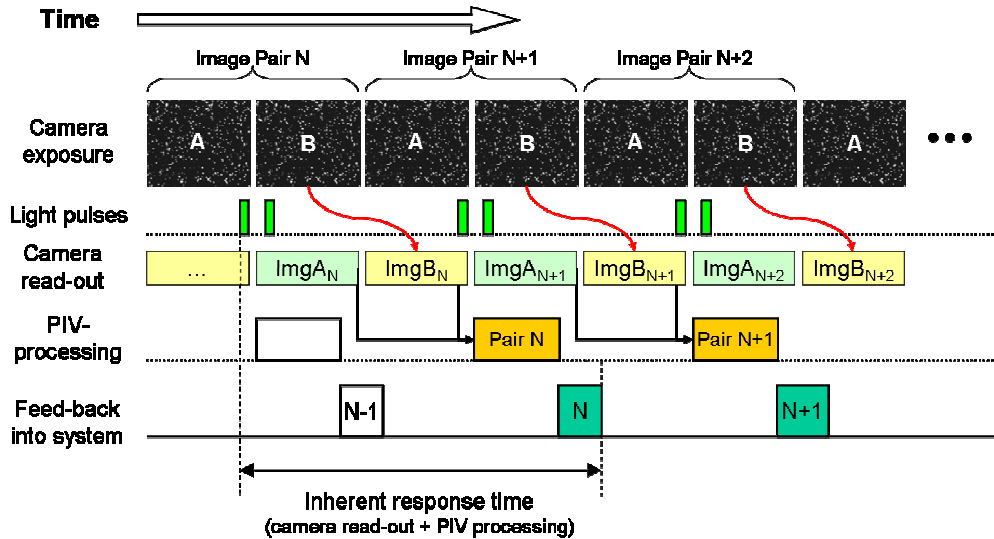 Time
Image Pair N Image Pair N+1 Image Pair N+2
Camera
exposure
A B A B A B A
Light pulses
Camera
read-out
... ImgA_N ImgB_N ImgA_N+1 ImgB_N+1 ImgA_N+2 ImgB_N+2
PIV-
processing
Pair N Pair N+1
Feed-back
into system
N-1 N N+1
Inherent response time
(camera read-out + PIV processing)